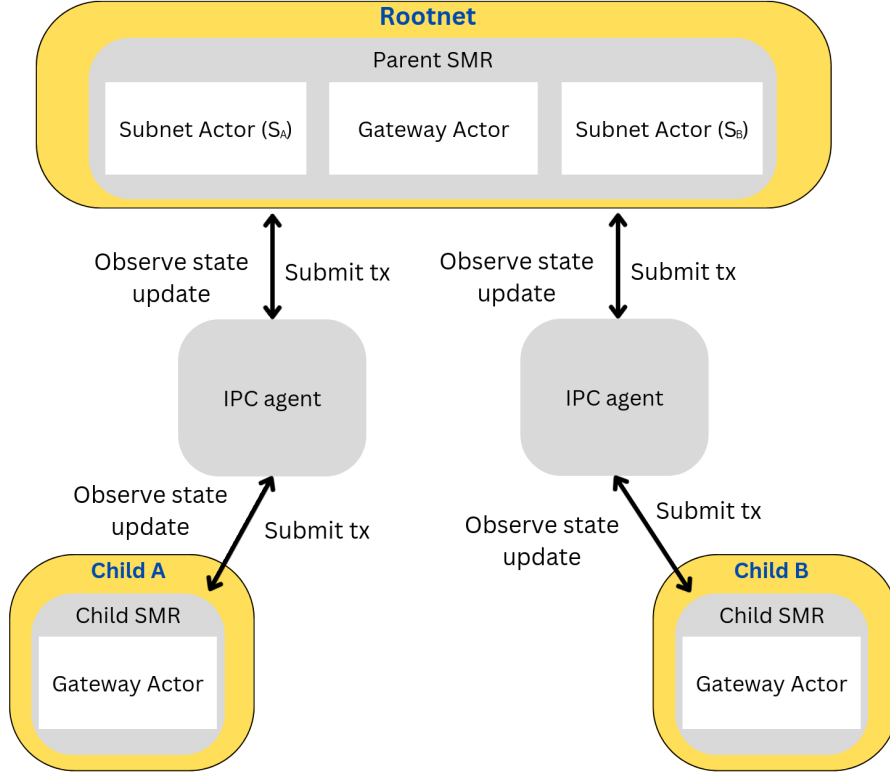 Rootnet
Parent SMR
Subnet Actor (S_A)
Gateway Actor
Subnet Actor (S_B)
Observe state
update
Submit tx
Observe state
update
Submit tx
IPC agent
IPC agent
Observe state
update
Submit tx
Observe state
update
Submit tx
Child A
Child SMR
Gateway Actor
Child B
Child SMR
Gateway Actor